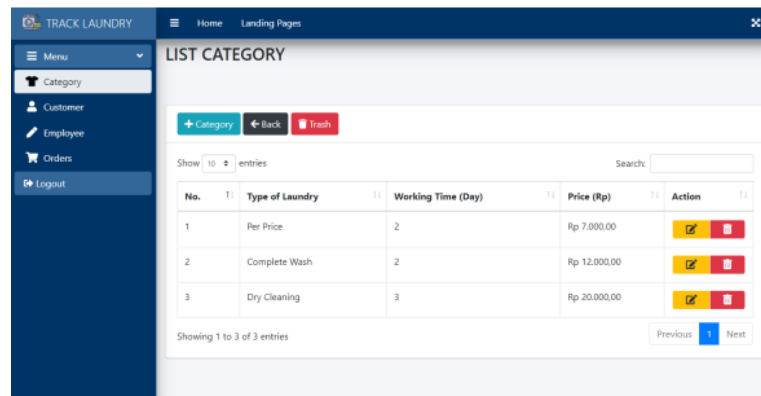 TRACK LAUNDRY
Home Landing Pages
Menu
Category
Customer
Employee
Orders
Logout
LIST CATEGORY
Category Back Trash
Show 10 entries Search:
No. Type of Laundry Working Time (Day) Price (Rp) Action
1 Per Price 2 Rp 7.000,00
2 Complete Wash 2 Rp 12.000,00
3 Dry Cleaning 3 Rp 20.000,00
Showing 1 to 3 of 3 entries Previous 1 Next